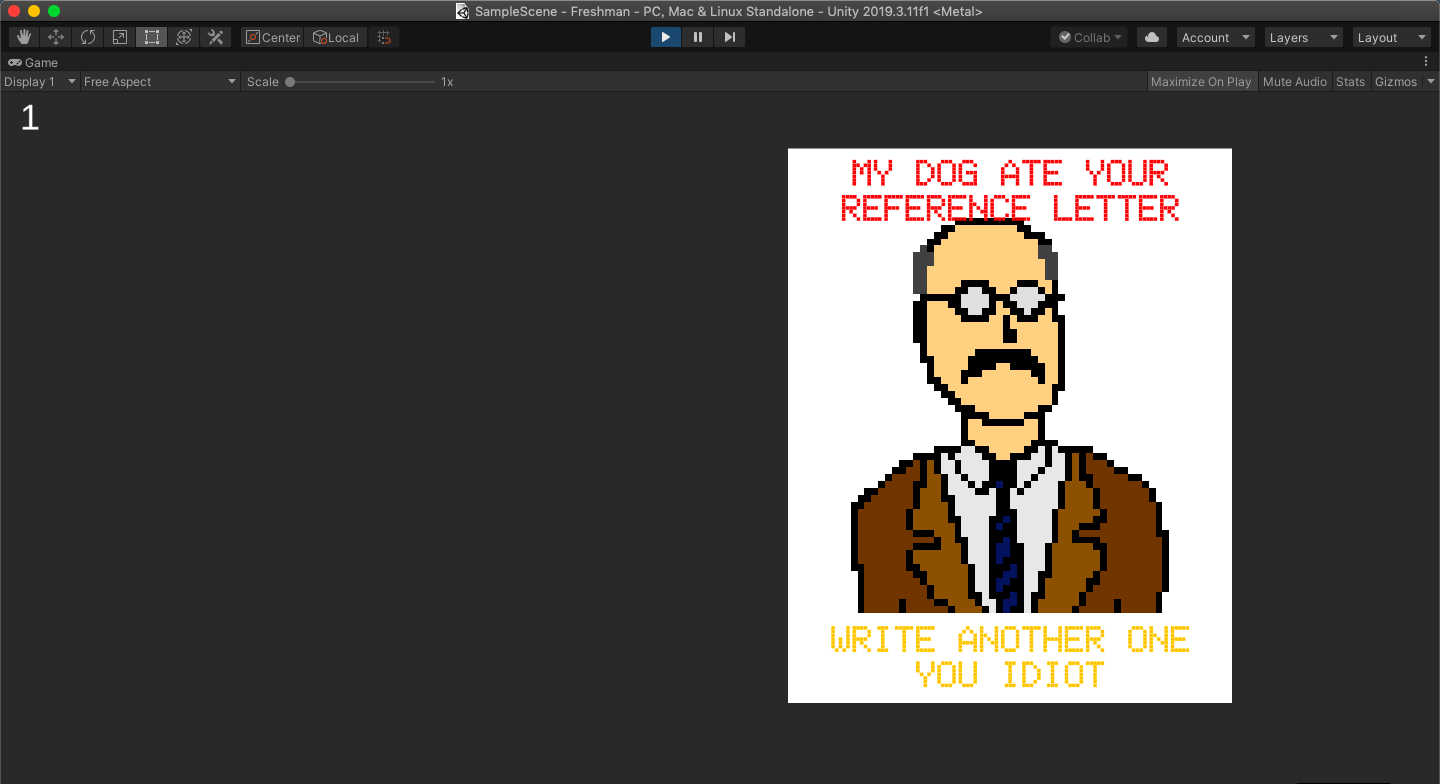 SampleScene - Freshman - PC, Mac & Linux Standalone - Unity 2019.3.11f1 <Metal>
Center Local Collab Account Layers Layout
Game
Display 1 Free Aspect Scale 1x Maximize On Play Mute Audio Stats Gizmos
1
MY DOG ATE YOUR
REFERENCE LETTER
WRITE ANOTHER ONE
YOU IDIOT